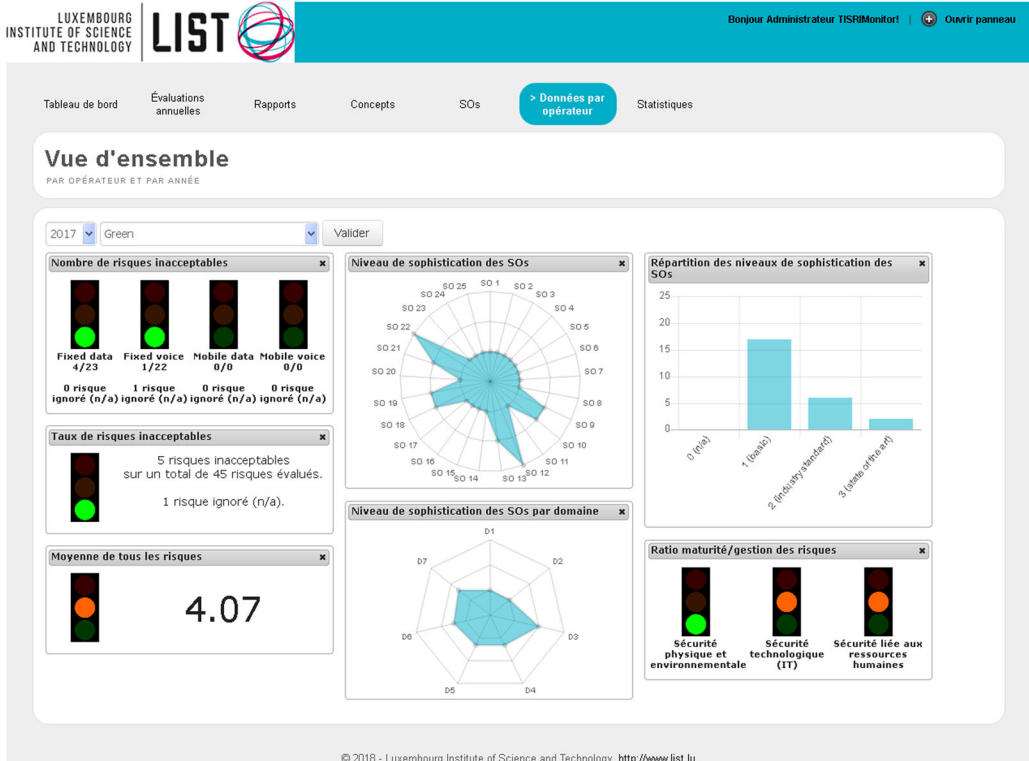 LUXEMBOURG
INSTITUTE OF SCIENCE
AND TECHNOLOGY
LIST
Bonjour Administrateur TISRIMonitor! | Ouvrir panneau
Tableau de bord
Évaluations
annuelles
Rapports
Concepts
SOs
> Données par
opérateur
Statistiques
Vue d'ensemble
PAR OPÉRATEUR ET PAR ANNÉE
2017
Green
Valider
Nombre de risques inacceptables
Fixed data
4/23
0 risque
ignoré (n/a)
Fixed voice
1/22
1 risque
ignoré (n/a)
Mobile data
0/0
0 risque
ignoré (n/a)
Mobile voice
0/0
0 risque
ignoré (n/a)
Taux de risques inacceptables
5 risques inacceptables
sur un total de 45 risques évalués.
1 risque ignoré (n/a).
Moyenne de tous les risques
4.07
Niveau de sophistication des SOs
SO 1
SO 2
SO 3
SO 4
SO 5
SO 6
SO 7
SO 8
SO 9
SO 10
SO 11
SO 12
SO 13
SO 14
SO 15
SO 16
SO 17
SO 18
SO 19
SO 20
SO 21
SO 22
SO 23
SO 24
SO 25
Niveau de sophistication des SOs par domaine
D1
D2
D3
D4
D5
D6
D7
Répartition des niveaux de sophistication des
SOs
25
20
15
10
5
0
0 (n/a)
1 (basic)
2 (industry standard)
3 (state of the art)
Ratio maturité/gestion des risques
Sécurité
physique et
environnementale
Sécurité
technologique
(IT)
Sécurité liée aux
ressources
humaines
© 2018 - Luxembourg Institute of Science and Technology, http://www.list.lu